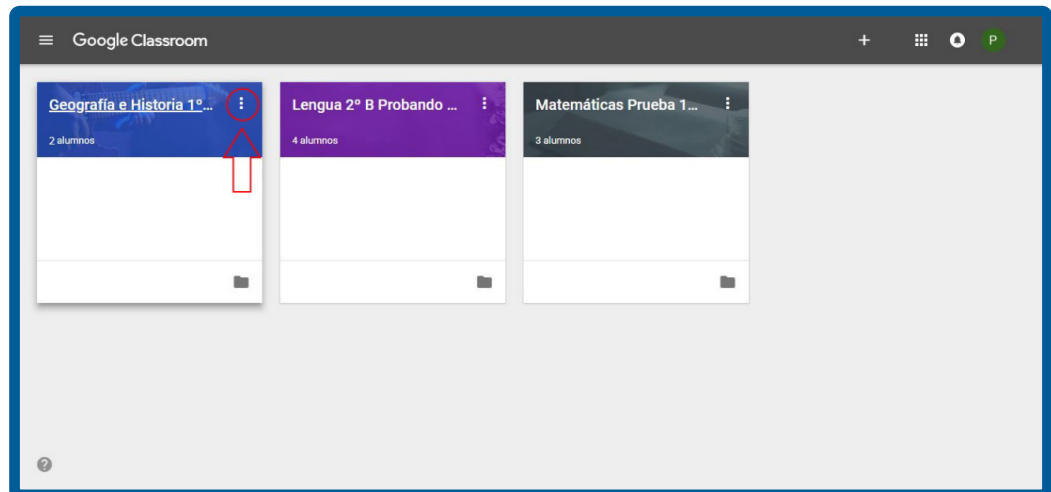 Google Classroom
P
Geografía e Historia 1º...
2 alumnos
Lengua 2º B Probando ...
4 alumnos
Matemáticas Prueba 1...
3 alumnos